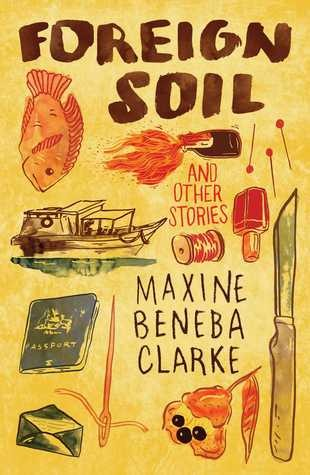 FOREIGN
SOIL
AND
OTHER
STORIES
MAXINE
BENEBA
CLARKE
PASSPORT